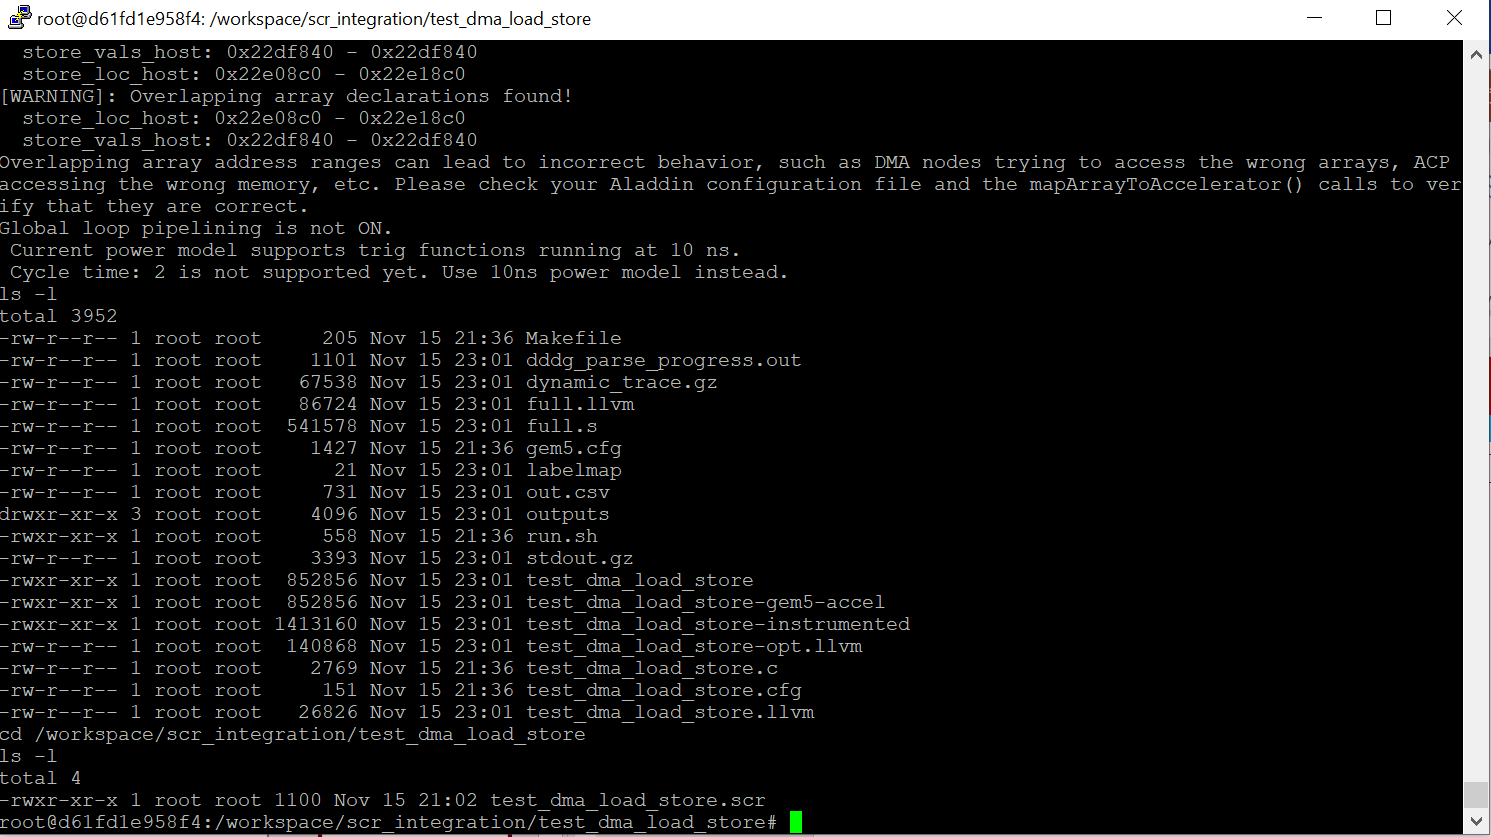 root@d61fd1e958f4: /workspace/scr_integration/test_dma_load_store
  store_vals_host: 0x22df840 - 0x22df840
  store_loc_host: 0x22e08c0 - 0x22e18c0
[WARNING]: Overlapping array declarations found!
  store_loc_host: 0x22e08c0 - 0x22e18c0
  store_vals_host: 0x22df840 - 0x22df840
Overlapping array address ranges can lead to incorrect behavior, such as DMA nodes trying to access the wrong arrays, ACP
accessing the wrong memory, etc. Please check your Aladdin configuration file and the mapArrayToAccelerator() calls to ver
ify that they are correct.
Global loop pipelining is not ON.
 Current power model supports trig functions running at 10 ns.
 Cycle time: 2 is not supported yet. Use 10ns power model instead.
ls -l
total 3952
-rw-r--r-- 1 root root     205 Nov 15 21:36 Makefile
-rw-r--r-- 1 root root    1101 Nov 15 23:01 dddg_parse_progress.out
-rw-r--r-- 1 root root   67538 Nov 15 23:01 dynamic_trace.gz
-rw-r--r-- 1 root root   86724 Nov 15 23:01 full.llvm
-rw-r--r-- 1 root root  541578 Nov 15 23:01 full.s
-rw-r--r-- 1 root root    1427 Nov 15 21:36 gem5.cfg
-rw-r--r-- 1 root root      21 Nov 15 23:01 labelmap
-rw-r--r-- 1 root root     731 Nov 15 23:01 out.csv
drwxr-xr-x 3 root root    4096 Nov 15 23:01 outputs
-rwxr-xr-x 1 root root     558 Nov 15 21:36 run.sh
-rw-r--r-- 1 root root    3393 Nov 15 23:01 stdout.gz
-rwxr-xr-x 1 root root  852856 Nov 15 23:01 test_dma_load_store
-rwxr-xr-x 1 root root  852856 Nov 15 23:01 test_dma_load_store-gem5-accel
-rwxr-xr-x 1 root root 1413160 Nov 15 23:01 test_dma_load_store-instrumented
-rw-r--r-- 1 root root  140868 Nov 15 23:01 test_dma_load_store-opt.llvm
-rw-r--r-- 1 root root    2769 Nov 15 21:36 test_dma_load_store.c
-rw-r--r-- 1 root root     151 Nov 15 21:36 test_dma_load_store.cfg
-rw-r--r-- 1 root root   26826 Nov 15 23:01 test_dma_load_store.llvm
cd /workspace/scr_integration/test_dma_load_store
ls -l
total 4
-rwxr-xr-x 1 root root 1100 Nov 15 21:02 test_dma_load_store.scr
root@d61fd1e958f4:/workspace/scr_integration/test_dma_load_store#